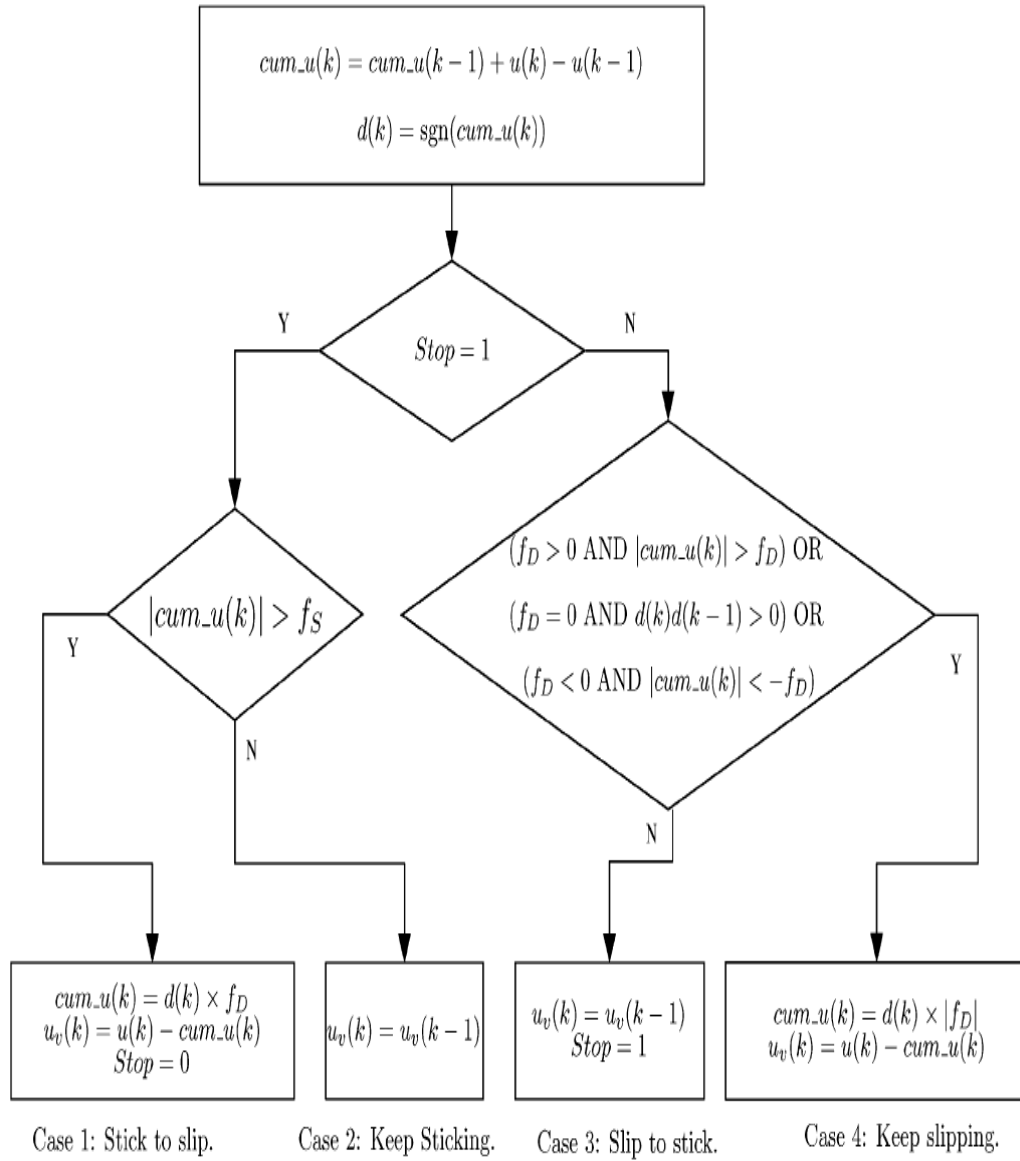 cum_u(k) = cum_u(k − 1) + u(k) − u(k − 1)
d(k) = sgn(cum_u(k))
Y
N
Stop = 1
|cum_u(k)| > f_S
(f_D > 0 AND |cum_u(k)| > f_D) OR
(f_D = 0 AND d(k)d(k − 1) > 0) OR
(f_D < 0 AND |cum_u(k)| < −f_D)
Y
N
N
Y
cum_u(k) = d(k) × f_D
u_v(k) = u(k) − cum_u(k)
Stop = 0
Case 1: Stick to slip.
u_v(k) = u_v(k − 1)
Case 2: Keep Sticking.
u_v(k) = u_v(k − 1)
Stop = 1
Case 3: Slip to stick.
cum_u(k) = d(k) × |f_D|
u_v(k) = u(k) − cum_u(k)
Case 4: Keep slipping.